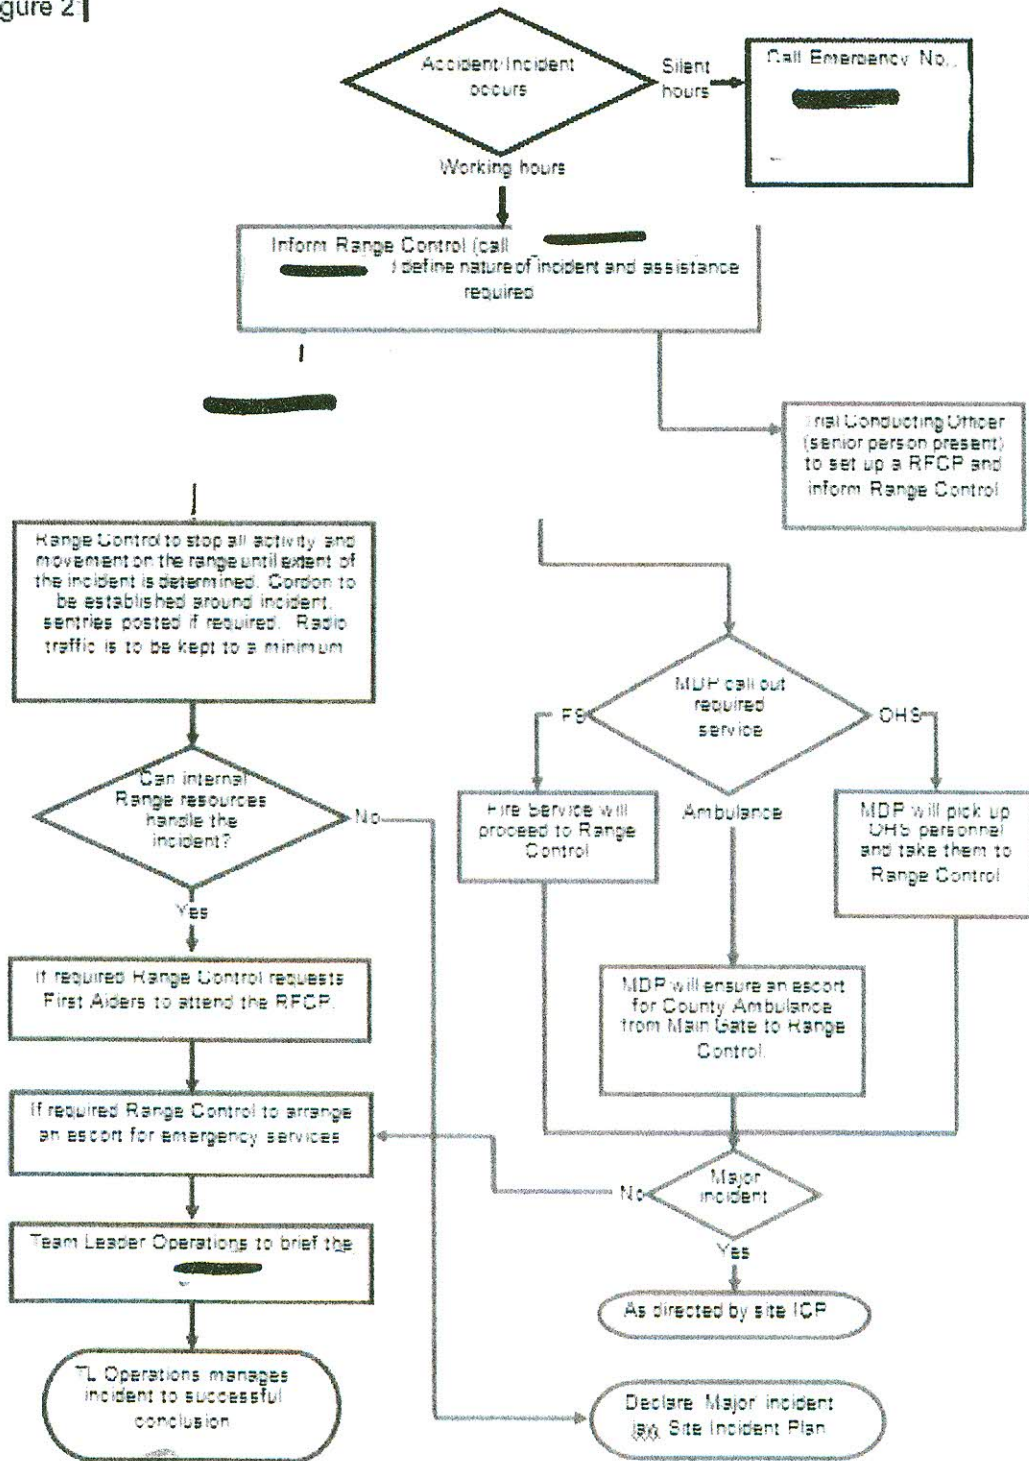 gure 2
Accident/Incident
occurs
Silent
hours
Call Emergency No.
Working hours
Inform Range Control (call
) define nature of incident and assistance
required
Trial Conducting Officer
(senior person present)
to set up a RFCP and
inform Range Control
Range Control to stop all activity and
movement on the range until extent of
the incident is determined. Cordon to
be established around incident,
sentries posted if required. Radio
traffic is to be kept to a minimum
MDP call out
required
service
FS
OHS
Can internal
Range resources
handle the
incident?
No
Yes
Fire Service will
proceed to Range
Control
Ambulance
MDP will pick up
OHS personnel
and take them to
Range Control
If required Range Control requests
First Aiders to attend the RFCP.
MDP will ensure an escort
for County Ambulance
from Main Gate to Range
Control.
If required Range Control to arrange
an escort for emergency services
Major
incident
No
Yes
Team Leader Operations to brief the
As directed by site ICP
TL Operations manages
incident to successful
conclusion
Declare Major incident
iaw Site Incident Plan